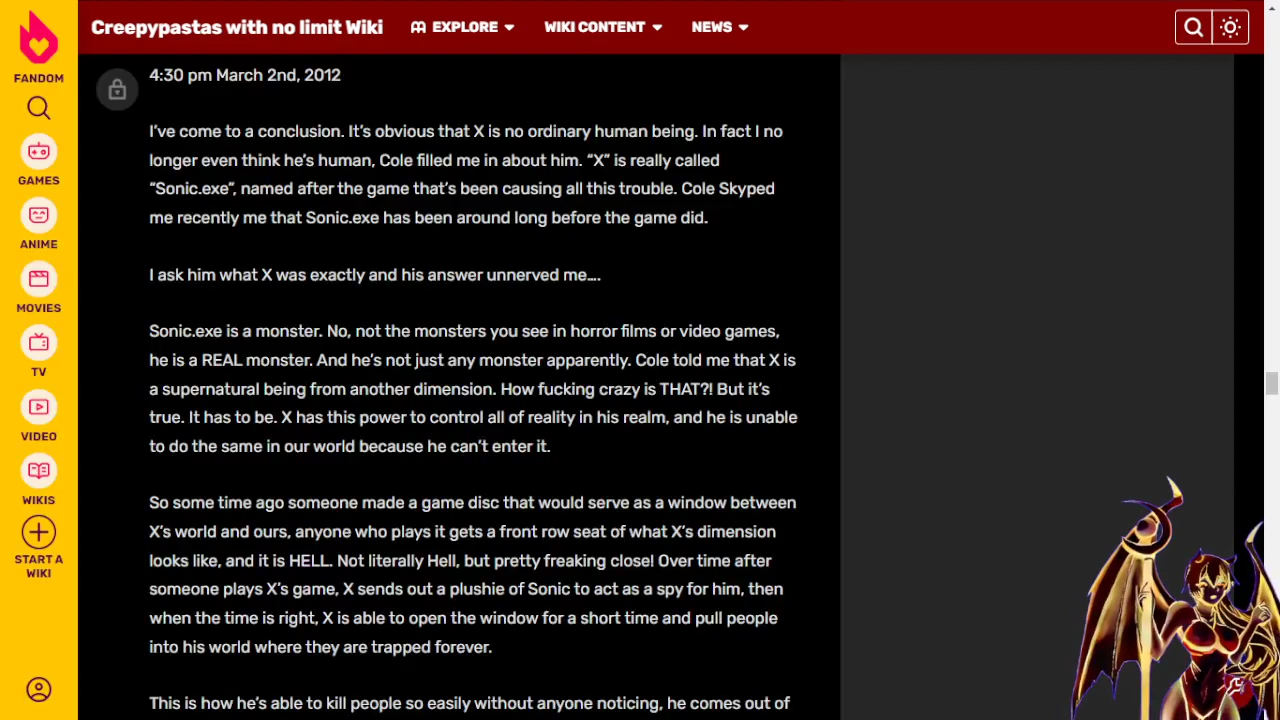 Creepypastas with no limit Wiki
EXPLORE
WIKI CONTENT
NEWS
FANDOM
GAMES
ANIME
MOVIES
TV
VIDEO
WIKIS
START A
WIKI
4:30 pm March 2nd, 2012
I've come to a conclusion. It's obvious that X is no ordinary human being. In fact I no
longer even think he's human, Cole filled me in about him. “X” is really called
“Sonic.exe”, named after the game that's been causing all this trouble. Cole Skyped
me recently me that Sonic.exe has been around long before the game did.
I ask him what X was exactly and his answer unnerved me….
Sonic.exe is a monster. No, not the monsters you see in horror films or video games,
he is a REAL monster. And he's not just any monster apparently. Cole told me that X is
a supernatural being from another dimension. How fucking crazy is THAT?! But it's
true. It has to be. X has this power to control all of reality in his realm, and he is unable
to do the same in our world because he can't enter it.
So some time ago someone made a game disc that would serve as a window between
X's world and ours, anyone who plays it gets a front row seat of what X's dimension
looks like, and it is HELL. Not literally Hell, but pretty freaking close! Over time after
someone plays X's game, X sends out a plushie of Sonic to act as a spy for him, then
when the time is right, X is able to open the window for a short time and pull people
into his world where they are trapped forever.
This is how he's able to kill people so easily without anyone noticing, he comes out of